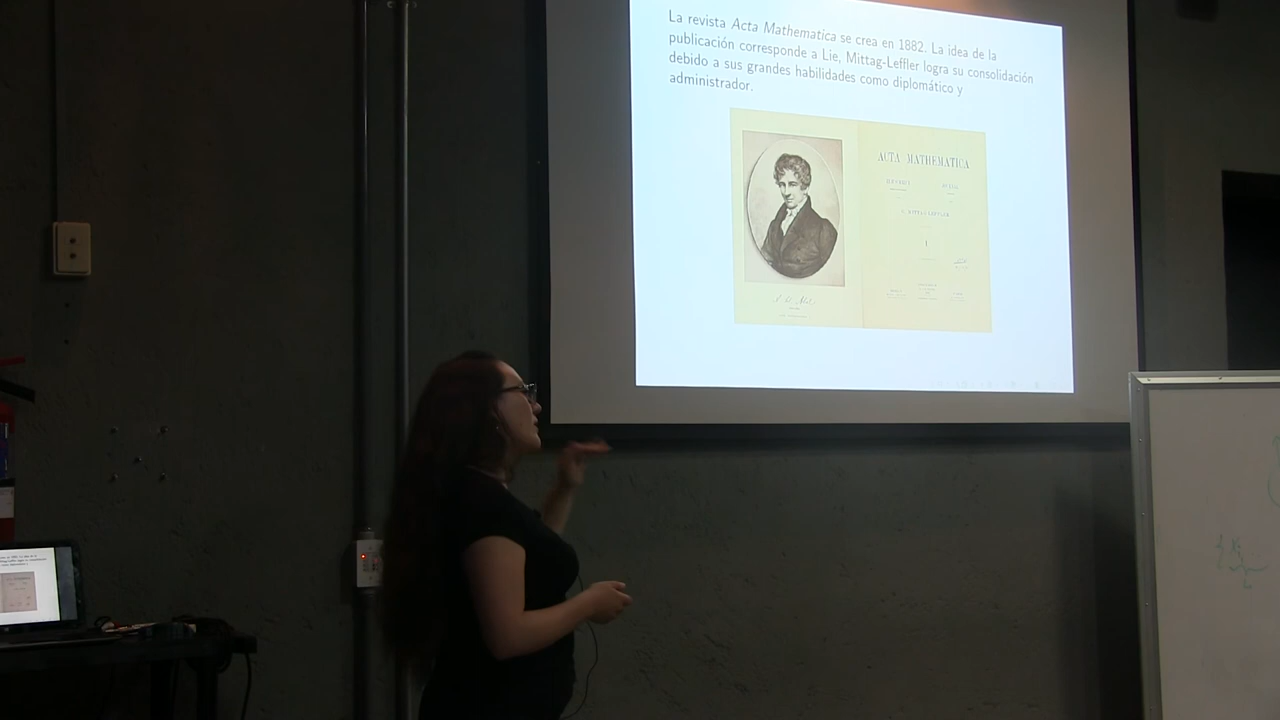 La revista Acta Mathematica se crea en 1882. La idea de la
publicación corresponde a Lie, Mittag-Leffler logra su consolidación
debido a sus grandes habilidades como diplomático y
administrador.
ACTA MATHEMATICA